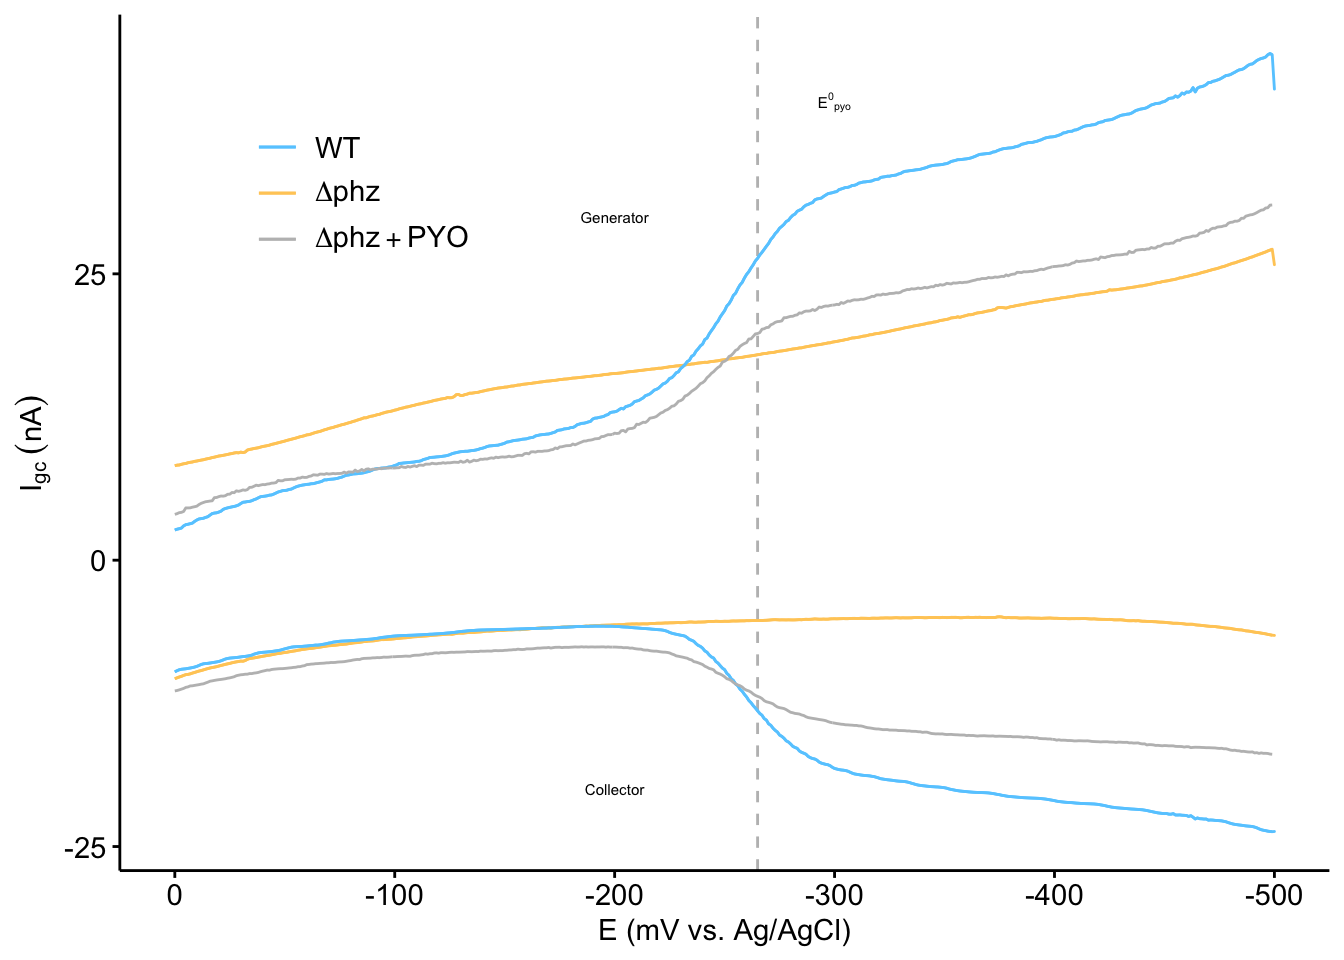 E⁰pyo
WT
Δphz
Δphz + PYO
Generator
Collector
Igc (nA)
25
0
-25
0 -100 -200 -300 -400 -500
E (mV vs. Ag/AgCl)